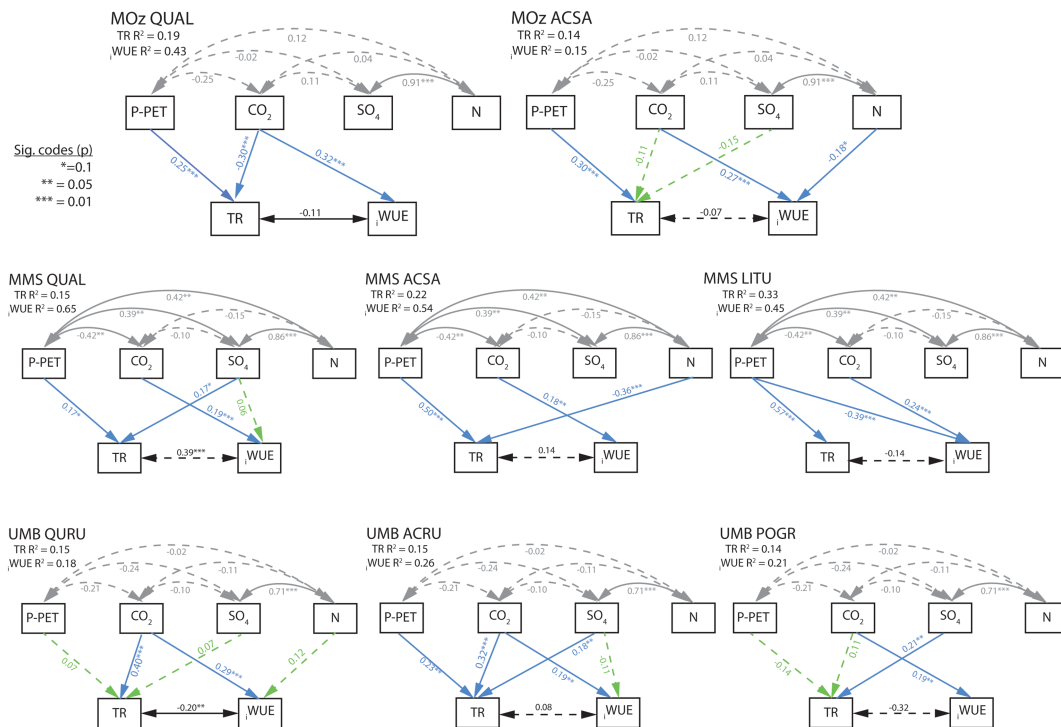 MOz QUAL
TR R² = 0.19
iWUE R² = 0.43
0.12
-0.02
0.04
-0.25
0.11
0.91***
P-PET
CO₂
SO₄
N
0.25***
-0.30***
0.32***
TR
-0.11
iWUE
MOz ACSA
TR R² = 0.14
iWUE R² = 0.15
0.12
-0.02
0.04
-0.25
0.11
0.91***
P-PET
CO₂
SO₄
N
0.30***
-0.11
-0.15
0.27***
-0.18*
TR
-0.07
iWUE
Sig. codes (p)
*=0.1
** = 0.05
*** = 0.01
MMS QUAL
TR R² = 0.15
iWUE R² = 0.65
0.42**
0.39**
-0.15
-0.42**
-0.10
0.86***
P-PET
CO₂
SO₄
N
0.17*
0.17*
0.19***
0.06
TR
0.39***
iWUE
MMS ACSA
TR R² = 0.22
iWUE R² = 0.54
0.42**
0.39**
-0.15
-0.42**
-0.10
0.86***
P-PET
CO₂
SO₄
N
0.50***
0.18**
-0.36***
TR
0.14
iWUE
MMS LITU
TR R² = 0.33
iWUE R² = 0.45
0.42**
0.39**
-0.15
-0.42**
-0.10
0.86***
P-PET
CO₂
SO₄
N
0.57***
-0.39***
0.24***
TR
-0.14
iWUE
UMB QURU
TR R² = 0.15
iWUE R² = 0.18
-0.02
-0.24
-0.11
-0.21
-0.10
0.71***
P-PET
CO₂
SO₄
N
0.07
0.40***
0.07
0.29***
0.12
TR
-0.20**
iWUE
UMB ACRU
TR R² = 0.15
iWUE R² = 0.26
-0.02
-0.24
-0.11
-0.21
-0.10
0.71***
P-PET
CO₂
SO₄
N
0.23**
0.32***
0.18**
0.19**
-0.11
TR
0.08
iWUE
UMB POGR
TR R² = 0.14
iWUE R² = 0.21
-0.02
-0.24
-0.11
-0.21
-0.10
0.71***
P-PET
CO₂
SO₄
N
-0.14
0.11
0.21**
0.19**
TR
-0.32
iWUE